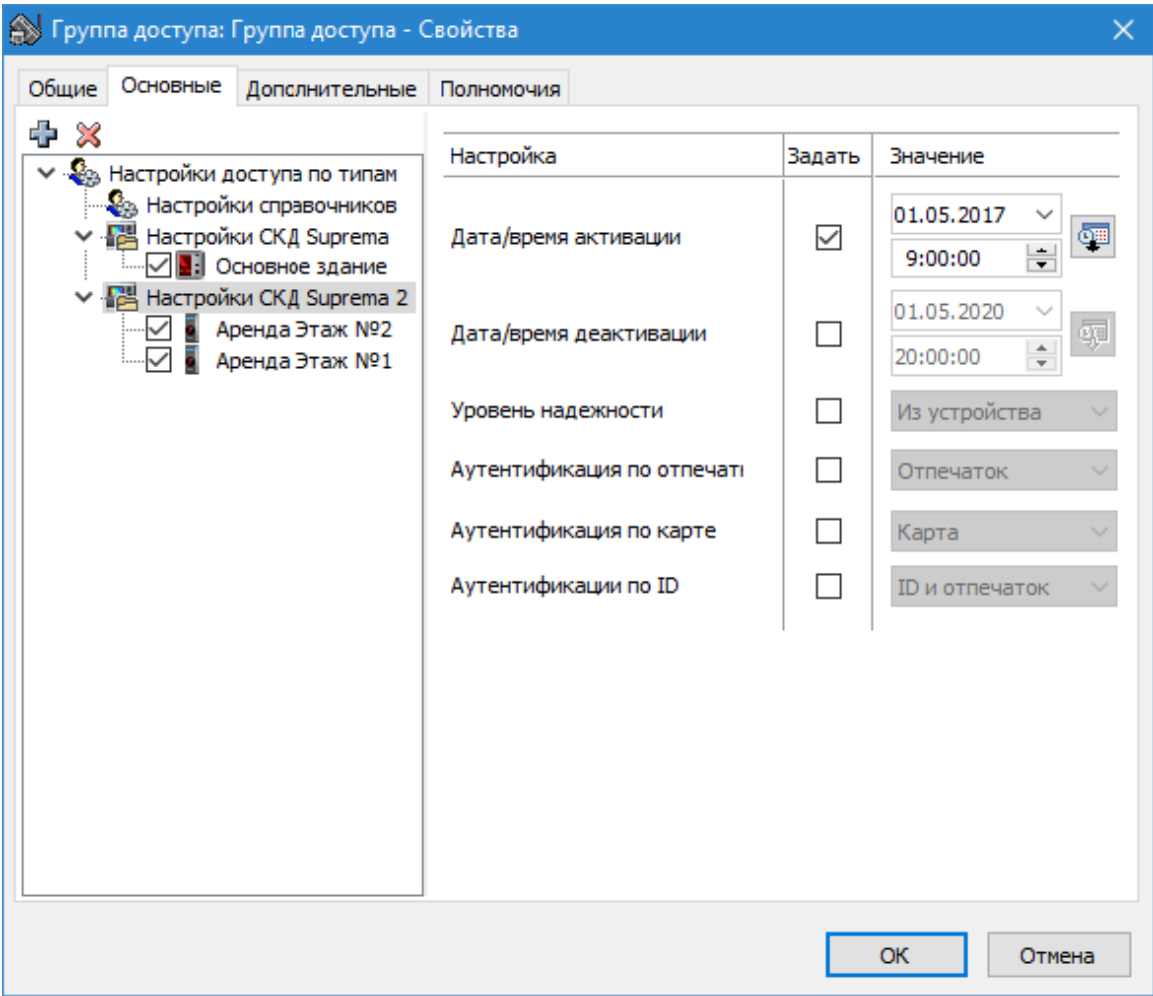 Группа доступа: Группа доступа - Свойства
Общие Основные Дополнительные Полномочия
Настройки доступа по типам
Настройки справочников
Настройки СКД Suprema
Основное здание
Настройки СКД Suprema 2
Аренда Этаж №2
Аренда Этаж №1
Настройка Задать Значение
Дата/время активации 01.05.2017
9:00:00
Дата/время деактивации 01.05.2020
20:00:00
Уровень надежности Из устройства
Аутентификация по отпечатк Отпечаток
Аутентификация по карте Карта
Аутентификации по ID ID и отпечаток
OK Отмена